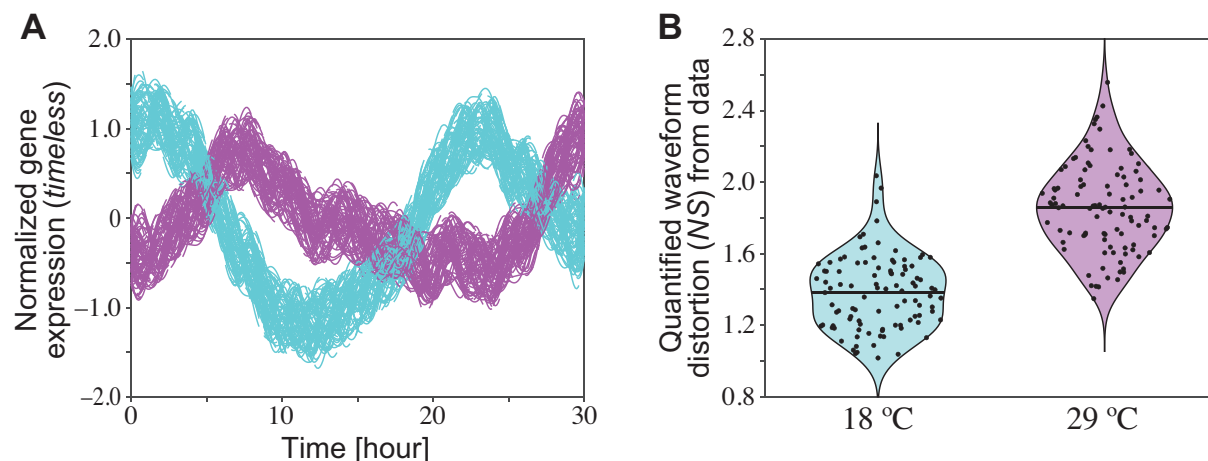 A
Normalized gene
expression (timeless)
2.0
1.0
0
−1.0
−2.0
0
10
20
30
Time [hour]
B
Quantified waveform
distortion (NS) from data
2.8
2.4
2.0
1.6
1.2
0.8
18 ºC
29 ºC